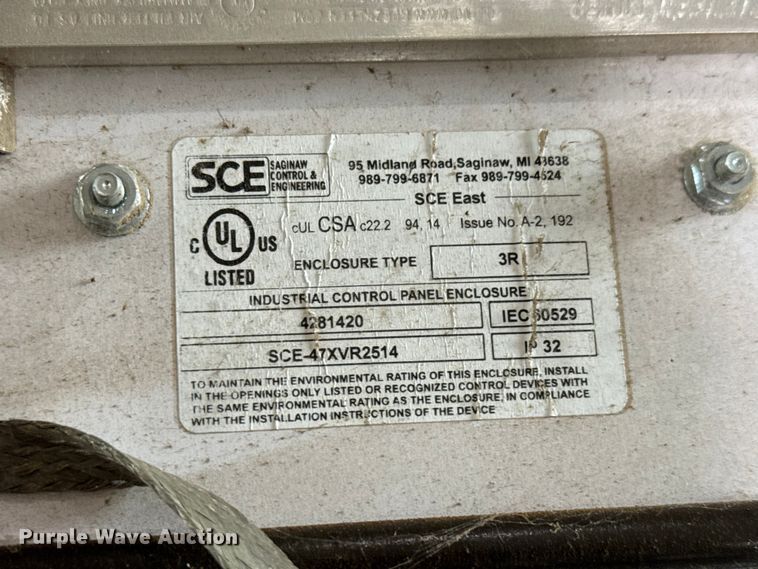 SCE SAGINAW CONTROL & ENGINEERING
95 Midland Road,Saginaw, MI 48638
989-799-6871 Fax 989-799-4524
SCE East
C UL US LISTED
cUL CSA c22.2 94, 14 Issue No. A-2, 192
ENCLOSURE TYPE 3R
INDUSTRIAL CONTROL PANEL ENCLOSURE
4281420 IEC 60529
SCE-47XVR2514 IP 32
TO MAINTAIN THE ENVIRONMENTAL RATING OF THIS ENCLOSURE, INSTALL
IN THE OPENINGS ONLY LISTED OR RECOGNIZED CONTROL DEVICES WITH
THE SAME ENVIRONMENTAL RATING AS THE ENCLOSURE, IN COMPLIANCE
WITH THE INSTALLATION INSTRUCTIONS OF THE DEVICE
Purple Wave Auction